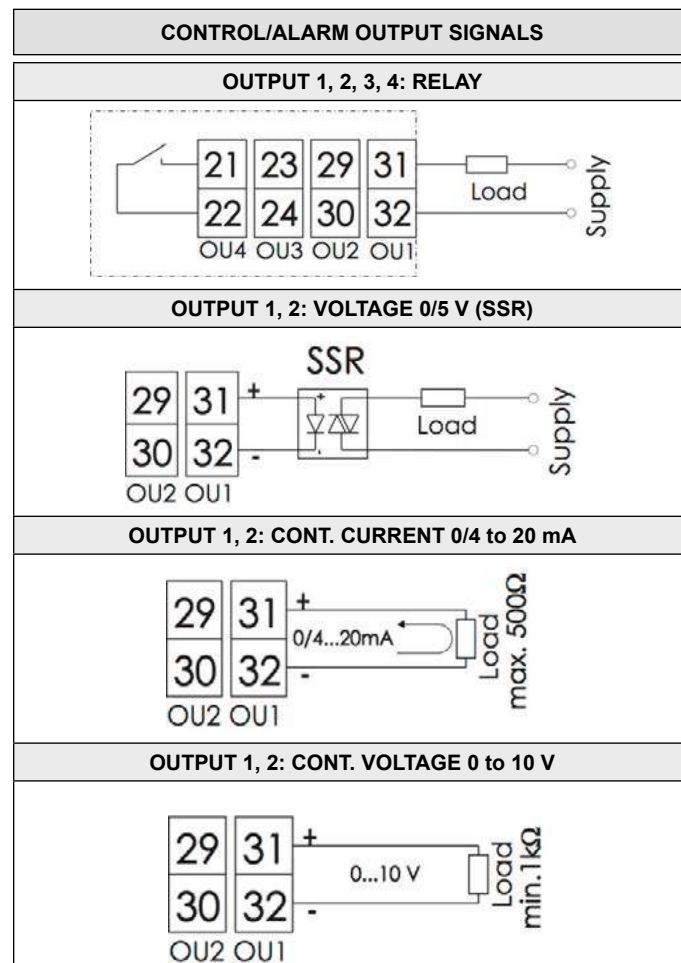 CONTROL/ALARM OUTPUT SIGNALS
OUTPUT 1, 2, 3, 4: RELAY
21 23 29 31
Load
22 24 30 32
OU4 OU3 OU2 OU1
Supply
OUTPUT 1, 2: VOLTAGE 0/5 V (SSR)
SSR
29 31 + +
Load
30 32 - -
OU2 OU1
Supply
OUTPUT 1, 2: CONT. CURRENT 0/4 to 20 mA
29 31 +
0/4...20mA
30 32 -
OU2 OU1
Load
max. 500Ω
OUTPUT 1, 2: CONT. VOLTAGE 0 to 10 V
29 31 +
0...10 V
30 32 -
OU2 OU1
Load
min.1kΩ